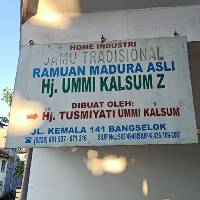 HOME INDUSTRI
JAMU TRADISIONAL
RAMUAN MADURA ASLI
Hj. UMMI KALSUM Z
DIBUAT OLEH:
Hj. TUSMIYATI UMMI KALSUM
JL. KEMALA 141 BANGSELOK